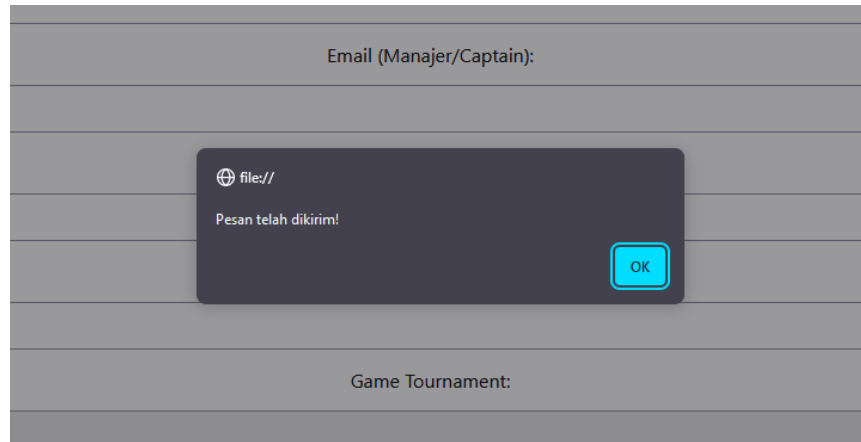 Email (Manajer/Captain):
file://
Pesan telah dikirim!
OK
Game Tournament: